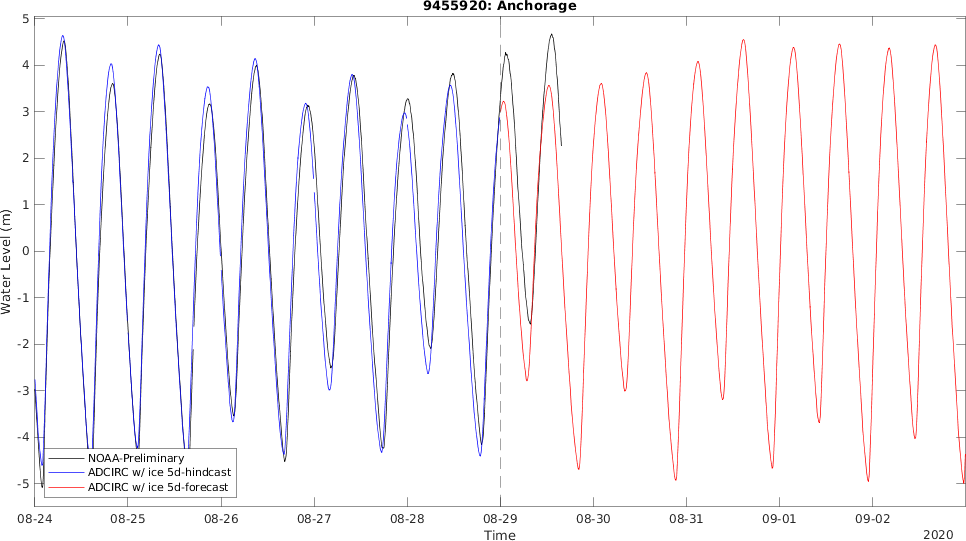 9455920: Anchorage
5
4
3
2
1
0
-1
-2
-3
-4
-5
Water Level (m)
NOAA-Preliminary
ADCIRC w/ ice 5d-hindcast
ADCIRC w/ ice 5d-forecast
08-24 08-25 08-26 08-27 08-28 08-29 08-30 08-31 09-01 09-02
Time
2020